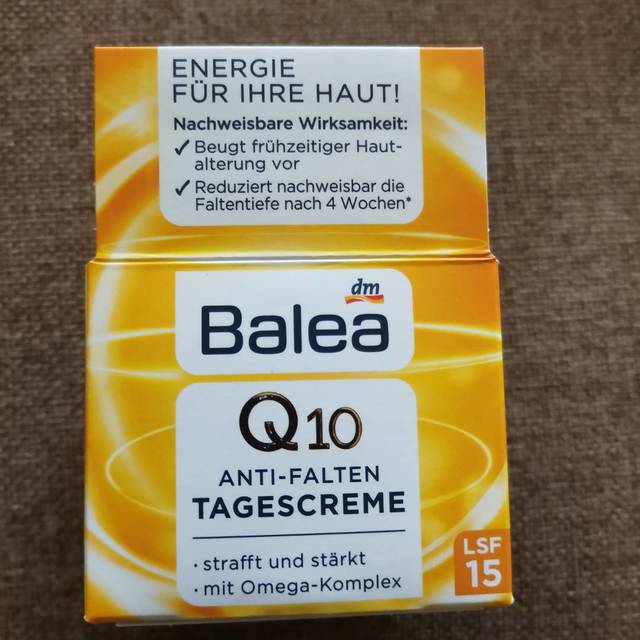 ENERGIE
FÜR IHRE HAUT!
Nachweisbare Wirksamkeit:
✓ Beugt frühzeitiger Haut-
alterung vor
✓ Reduziert nachweisbar die
Faltentiefe nach 4 Wochen*
dm
Balea
Q10
ANTI-FALTEN
TAGESCREME
· strafft und stärkt
· mit Omega-Komplex
LSF
15